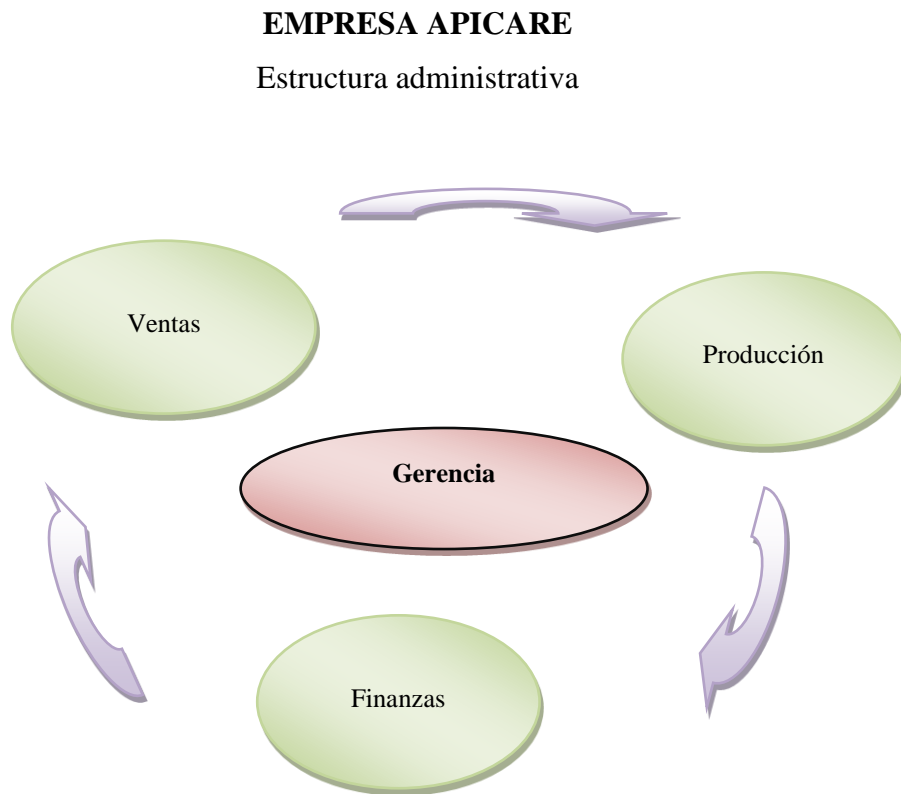 EMPRESA APICARE
Estructura administrativa
Ventas
Producción
Gerencia
Finanzas